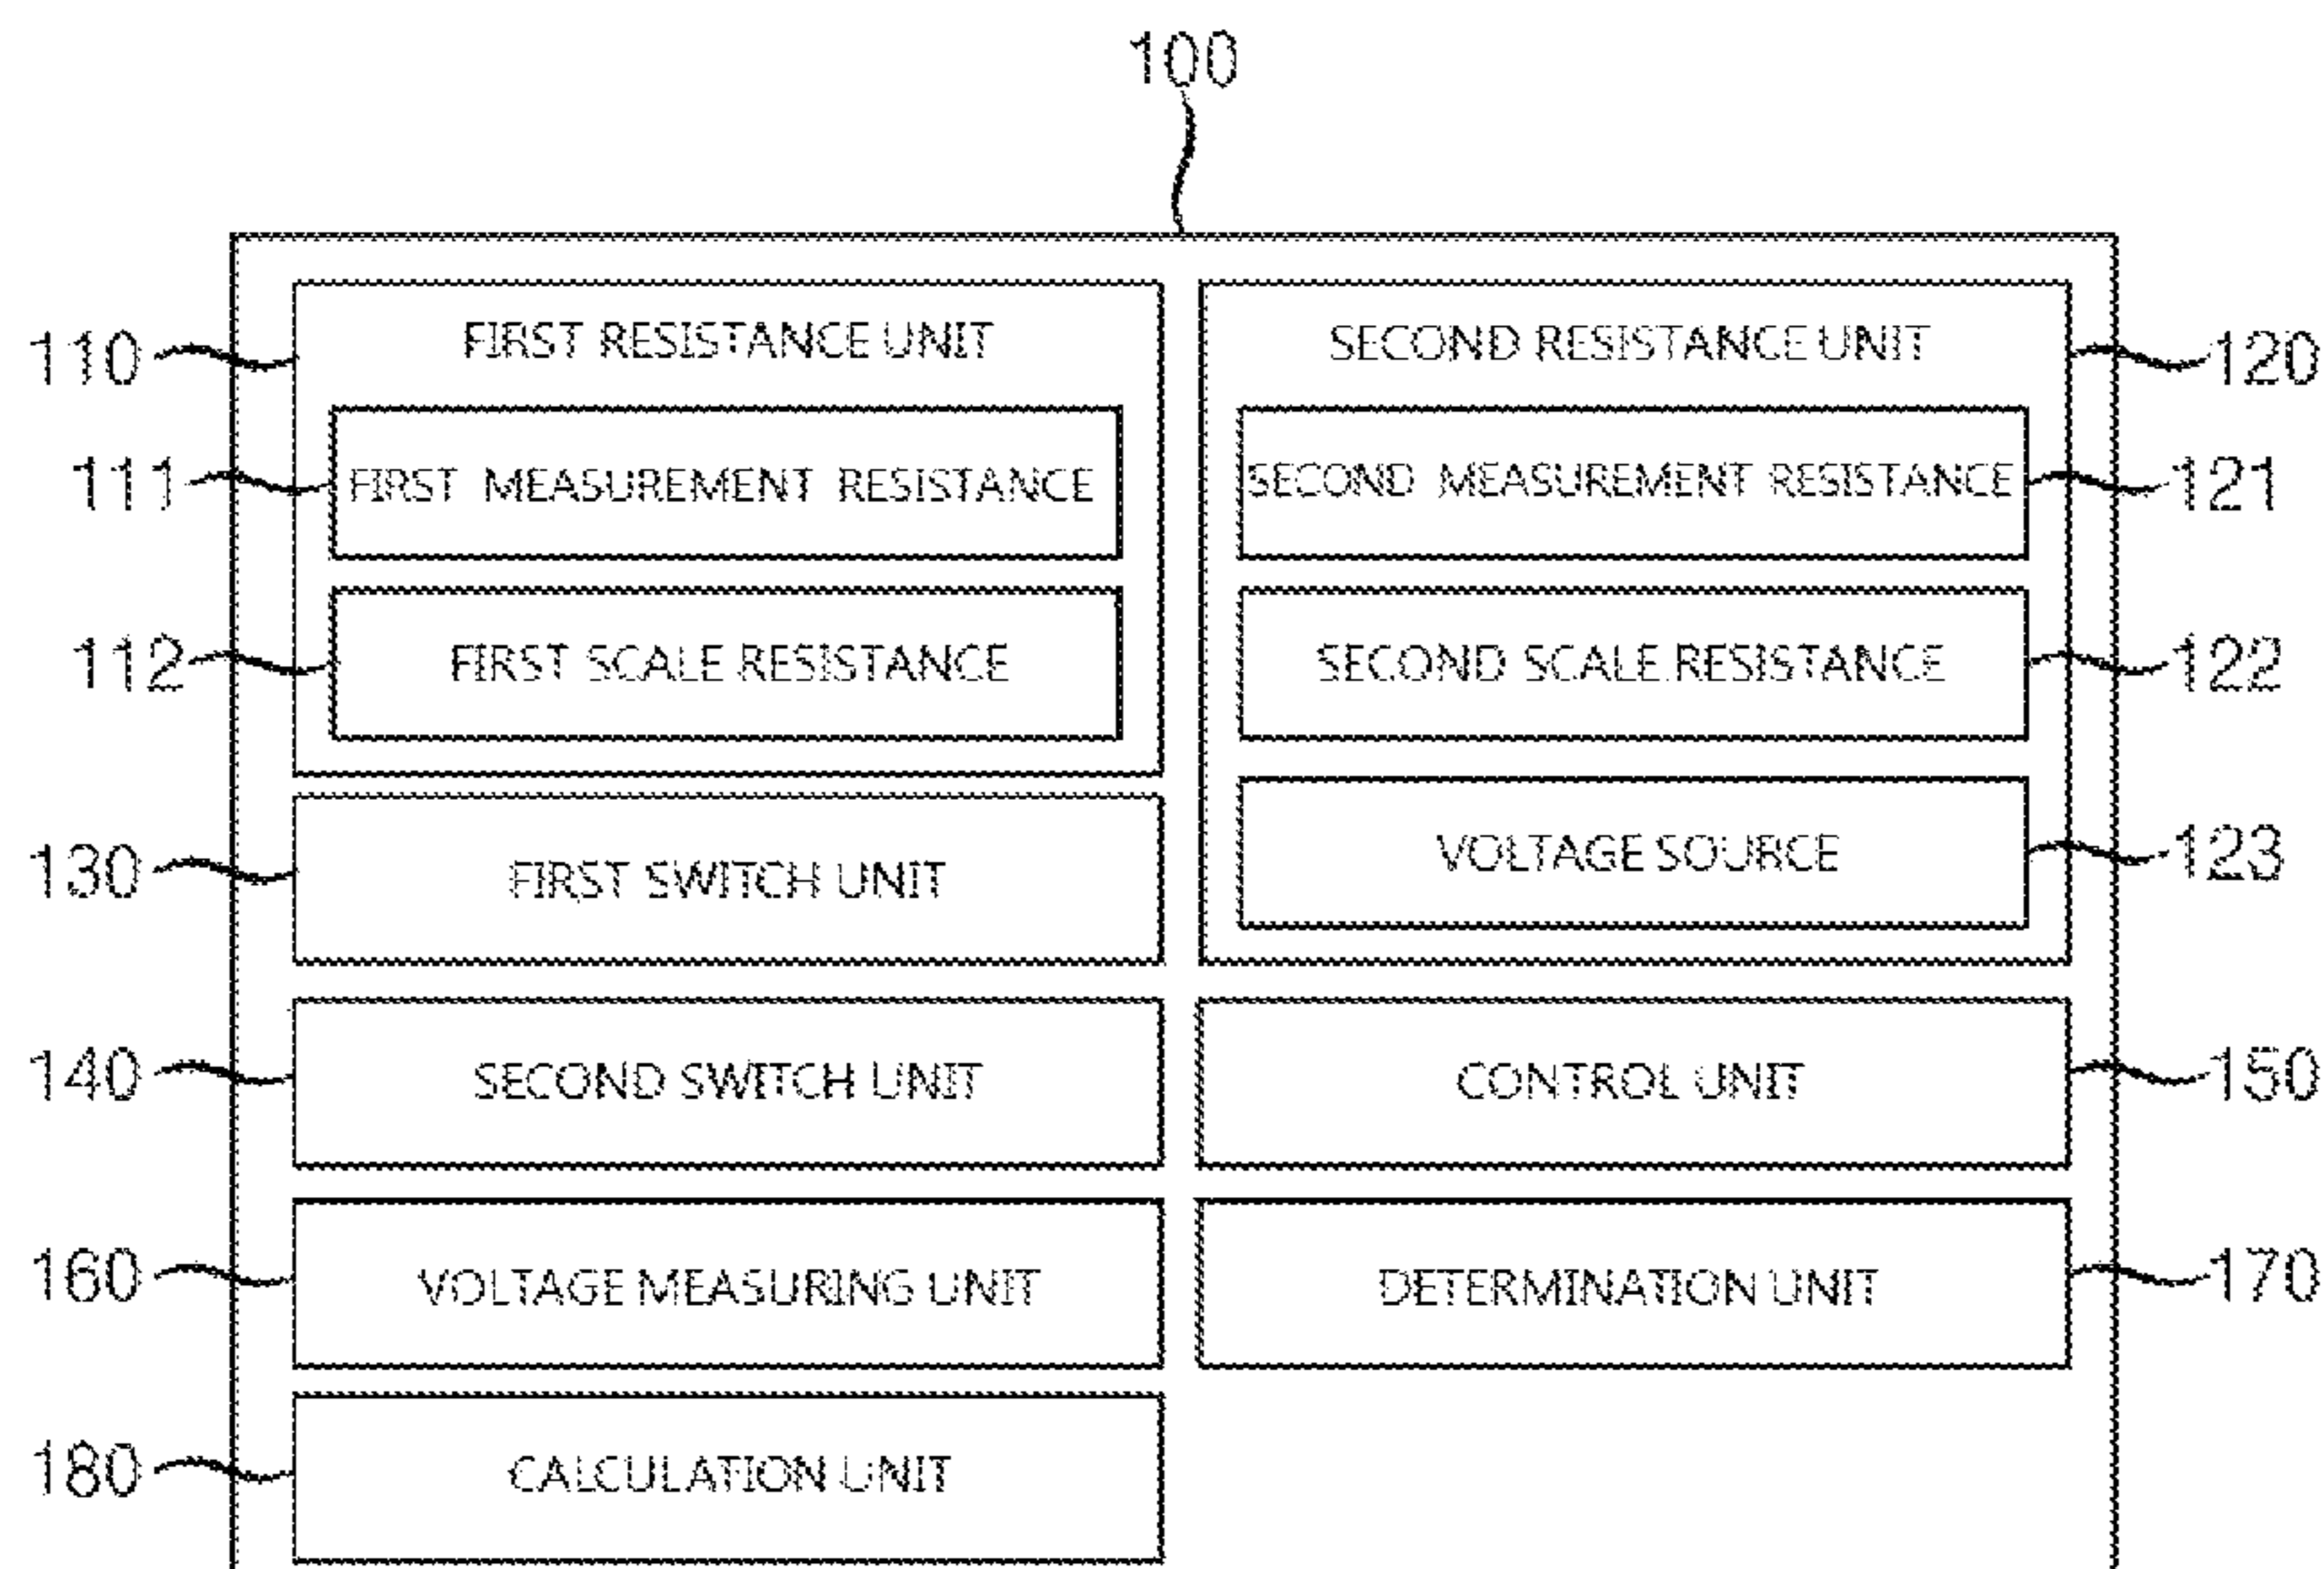 100
110 FIRST RESISTANCE UNIT
111 FIRST MEASUREMENT RESISTANCE
112 FIRST SCALE RESISTANCE
SECOND RESISTANCE UNIT 120
SECOND MEASUREMENT RESISTANCE 121
SECOND SCALE RESISTANCE 122
VOLTAGE SOURCE 123
130 FIRST SWITCH UNIT
140 SECOND SWITCH UNIT
CONTROL UNIT 150
160 VOLTAGE MEASURING UNIT
DETERMINATION UNIT 170
180 CALCULATION UNIT